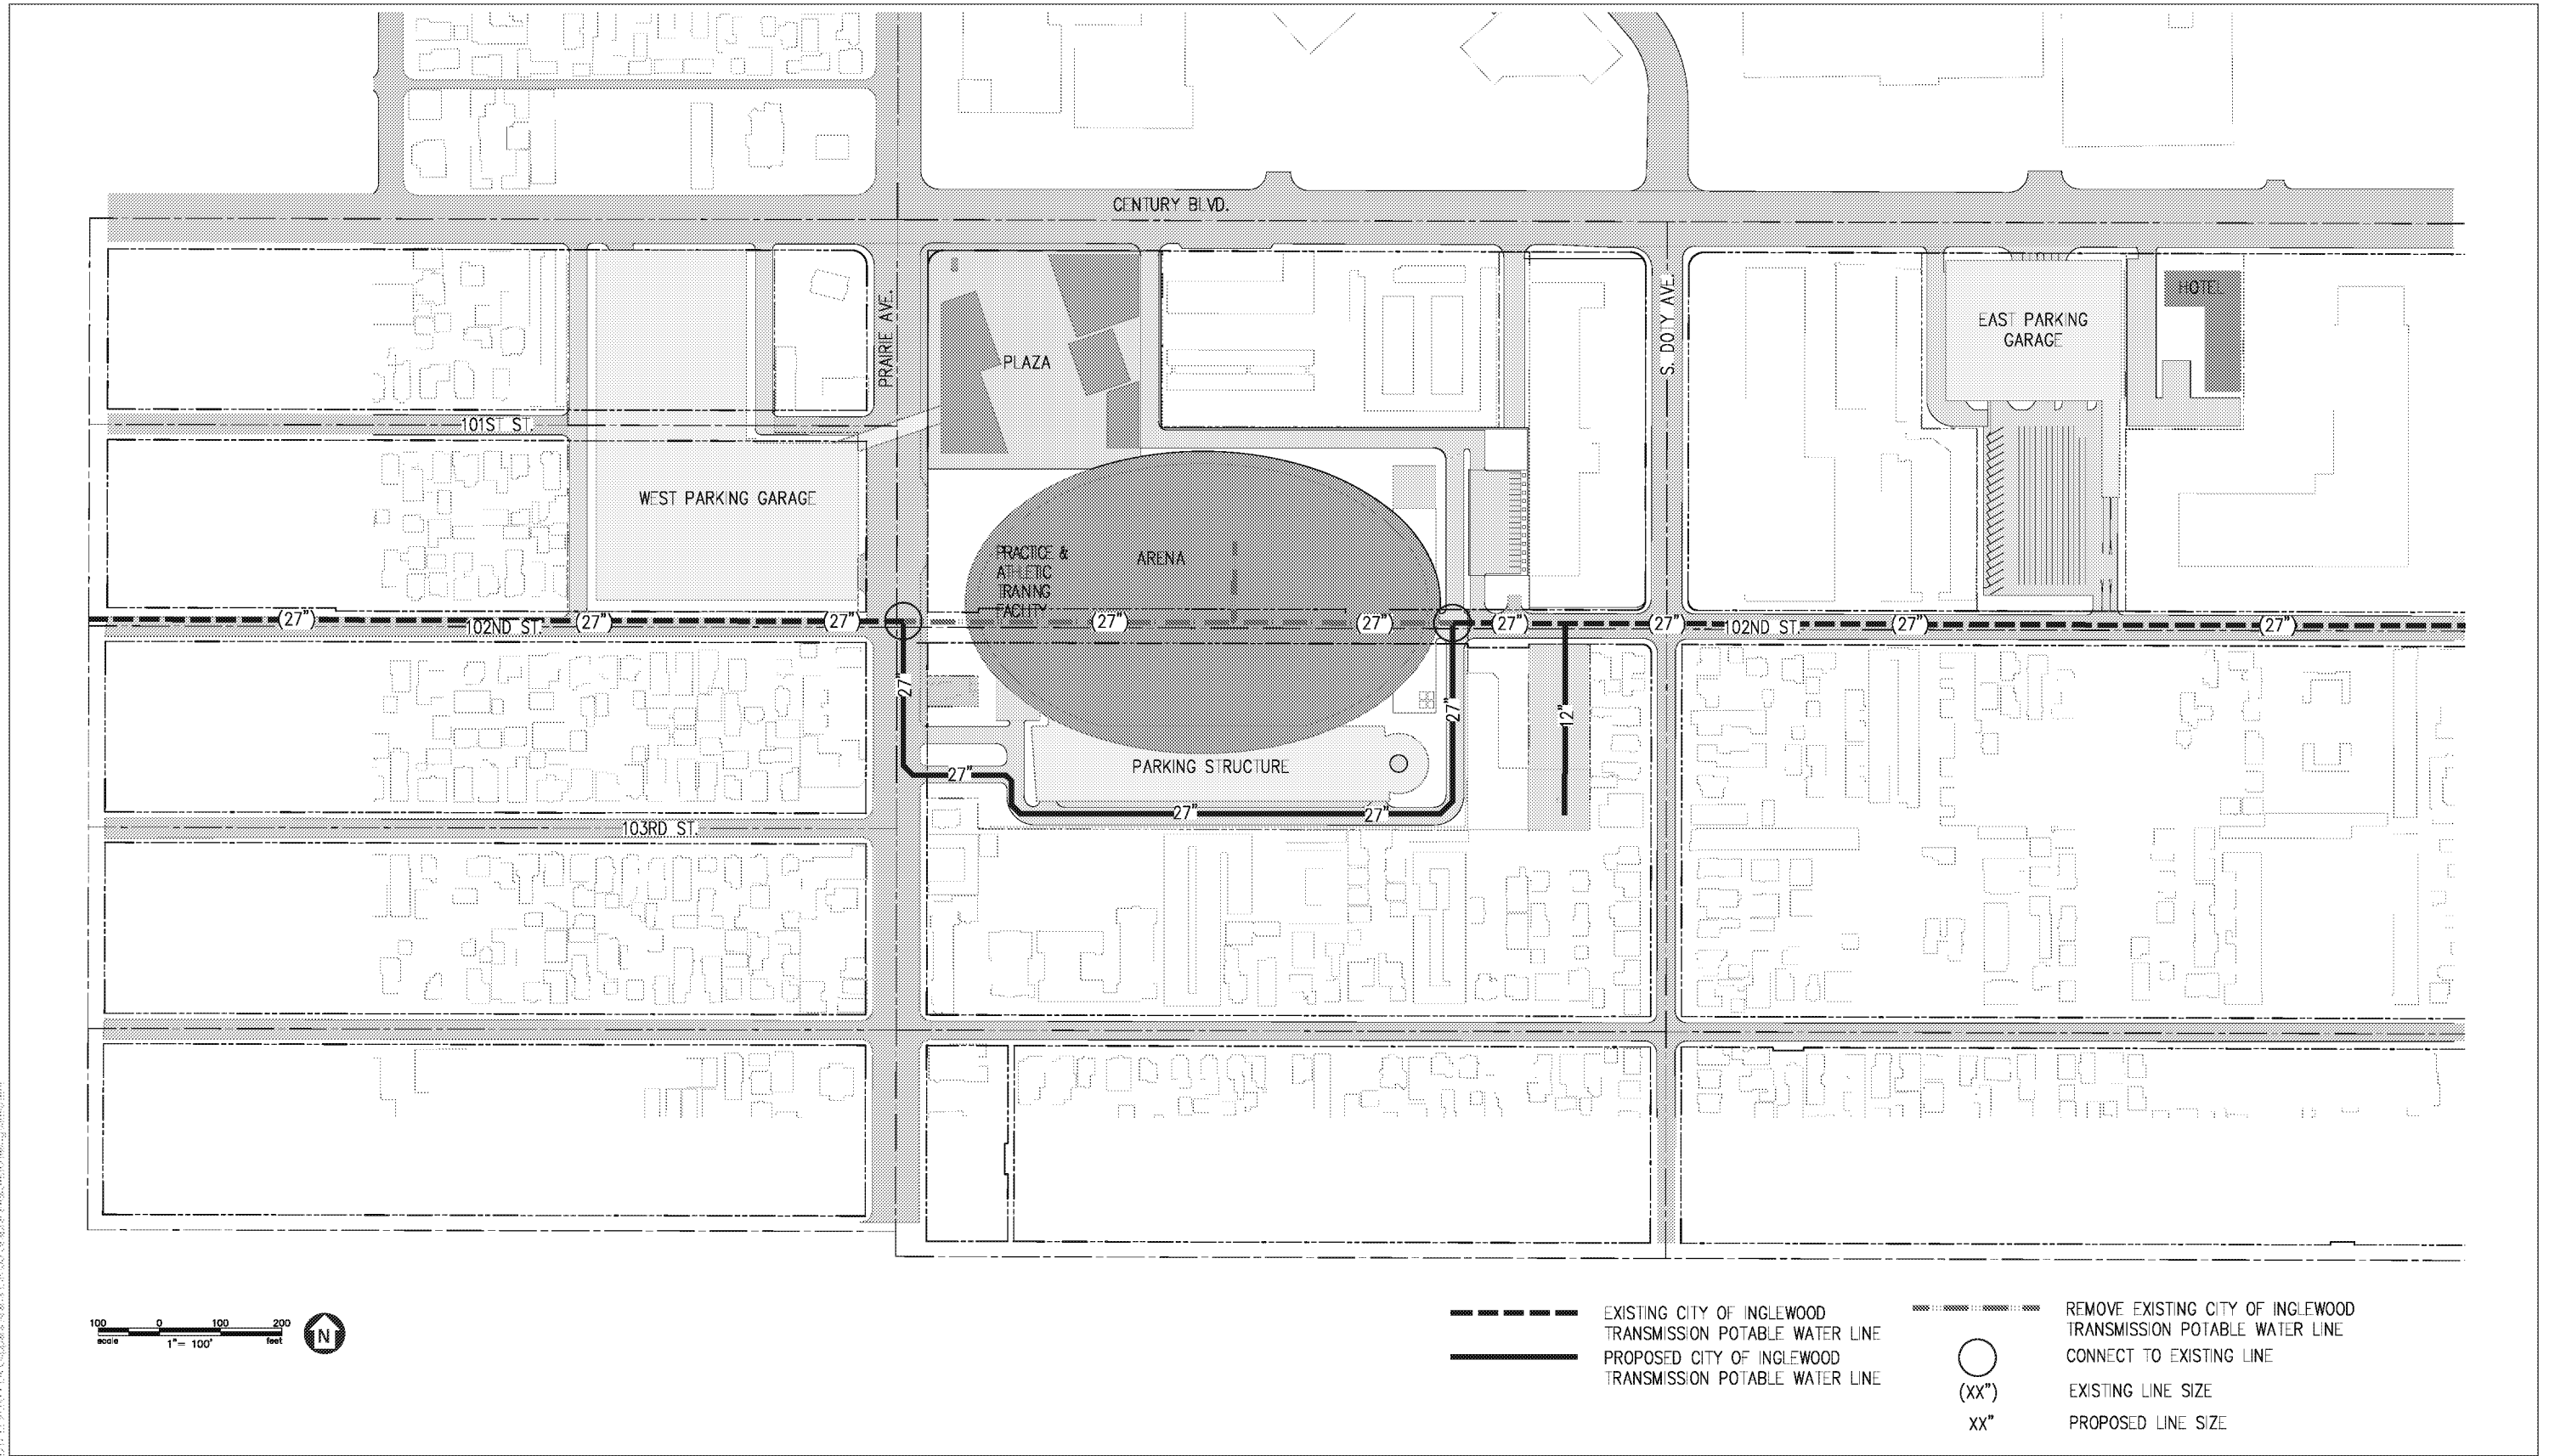 CENTURY BLVD.
PRAIRIE AVE.
S. DOTY AVE.
HOTEL
EAST PARKING
GARAGE
PLAZA
101ST ST.
WEST PARKING GARAGE
PRACTICE &
ATHLETIC
TRAINING
FACILITY
ARENA
(27")
(27")
(27")
(27")
(27")
(27")
(27")
(27")
(27")
102ND ST.
102ND ST.
27"
27"
12"
27"
PARKING STRUCTURE
27"
27"
103RD ST.
100
0
100
200
scale
1"= 100'
feet
N
EXISTING CITY OF INGLEWOOD
TRANSMISSION POTABLE WATER LINE
PROPOSED CITY OF INGLEWOOD
TRANSMISSION POTABLE WATER LINE
REMOVE EXISTING CITY OF INGLEWOOD
TRANSMISSION POTABLE WATER LINE
CONNECT TO EXISTING LINE
(XX")
EXISTING LINE SIZE
XX"
PROPOSED LINE SIZE